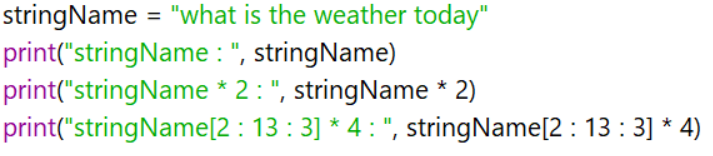 stringName = "what is the weather today"
print("stringName : ", stringName)
print("stringName * 2 : ", stringName * 2)
print("stringName[2 : 13 : 3] * 4 : ", stringName[2 : 13 : 3] * 4)